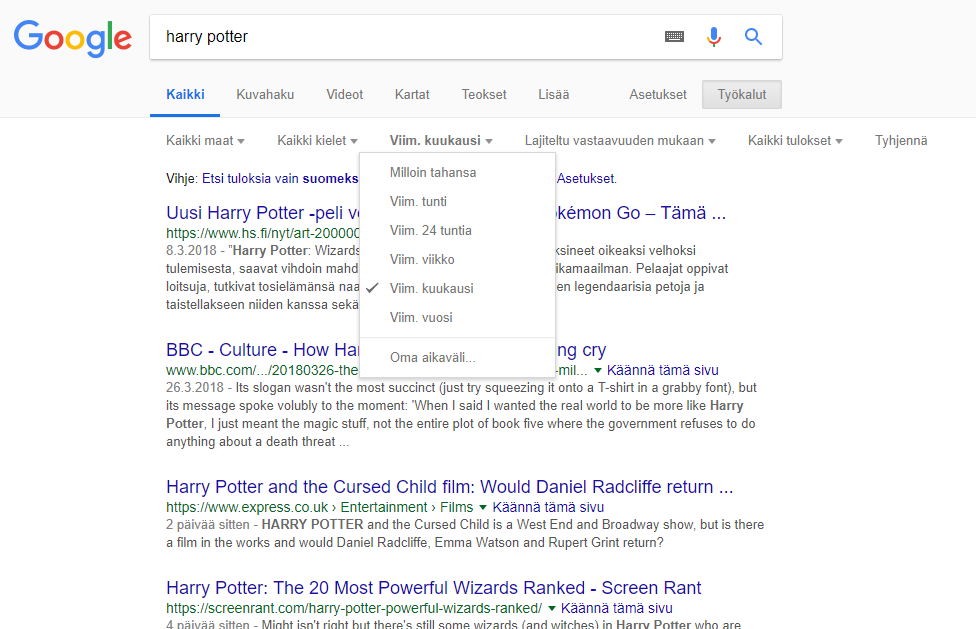 Google
harry potter
Kaikki Kuvahaku Videot Kartat Teokset Lisää Asetukset Työkalut
Kaikki maat Kaikki kielet Viim. kuukausi Lajiteltu vastaavuuden mukaan Kaikki tulokset Tyhjennä
Milloin tahansa
Viim. tunti
Viim. 24 tuntia
Viim. viikko
Viim. kuukausi
Viim. vuosi
Oma aikaväli...
Vihje: Etsi tuloksia vain suomeks Asetukset.
Uusi Harry Potter -peli kémon Go – Tämä ...
https://www.hs.fi/nyt/art-200000
8.3.2018 - "Harry Potter: Wizards ksineet oikeaksi velhoksi
tulemisesta, saavat vihdoin mahd ikamaailman. Pelaajat oppivat
loitsuja, tutkivat tosielämänsä naa en legendaarisia petoja ja
taistellakseen niiden kanssa sekä
BBC - Culture - How Har ng cry
www.bbc.com/.../20180326-the -mil... Käännä tämä sivu
26.3.2018 - Its slogan wasn't the most succinct (just try squeezing it onto a T-shirt in a grabby font), but
its message spoke volubly to the moment: 'When I said I wanted the real world to be more like Harry
Potter, I just meant the magic stuff, not the entire plot of book five where the government refuses to do
anything about a death threat ...
Harry Potter and the Cursed Child film: Would Daniel Radcliffe return ...
https://www.express.co.uk › Entertainment › Films Käännä tämä sivu
2 päivää sitten - HARRY POTTER and the Cursed Child is a West End and Broadway show, but is there
a film in the works and would Daniel Radcliffe, Emma Watson and Rupert Grint return?
Harry Potter: The 20 Most Powerful Wizards Ranked - Screen Rant
https://screenrant.com/harry-potter-powerful-wizards-ranked/ Käännä tämä sivu
4 päivää sitten - Might isn't right but there's still some wizards (and witches) in Harry Potter who are